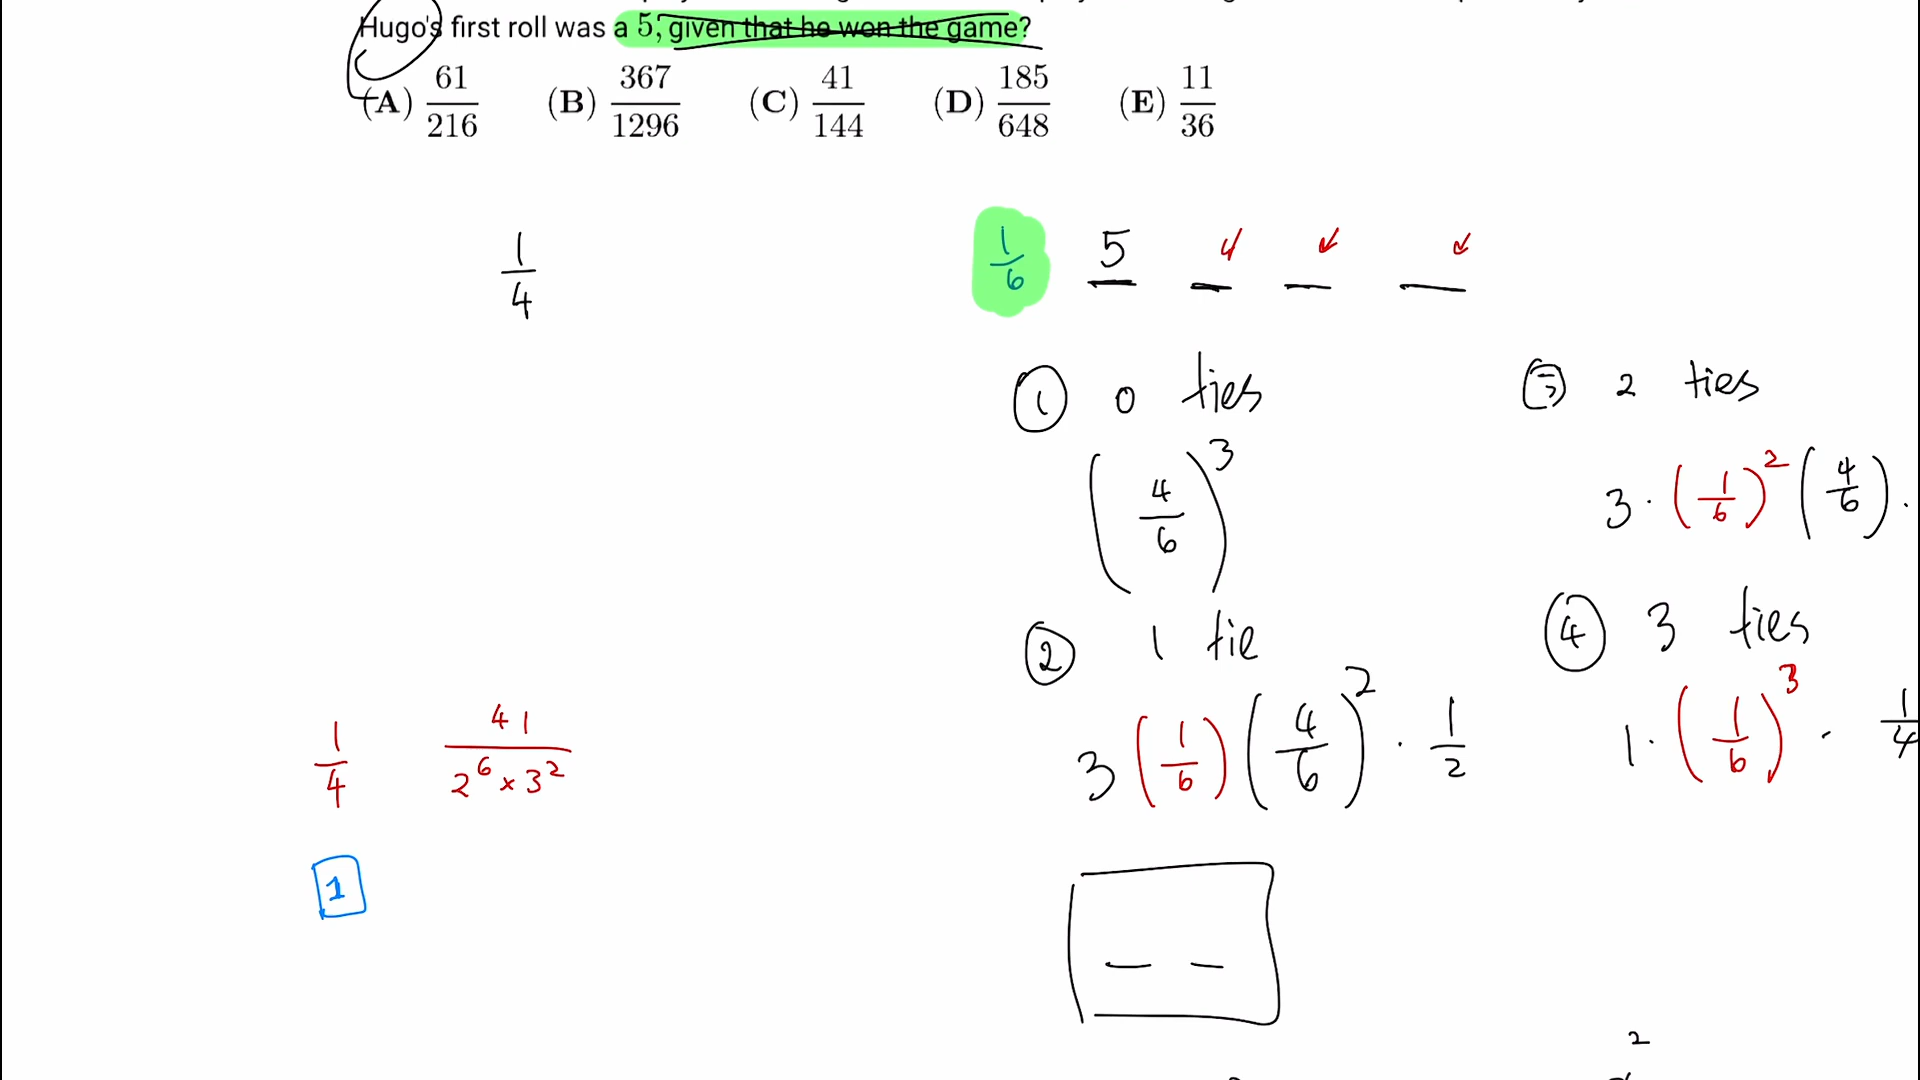 Hugo's first roll was a 5, given that he won the game?
(A) 61/216 (B) 367/1296 (C) 41/144 (D) 185/648 (E) 11/36
1/4
1/6 5
① 0 ties
(4/6)^3
② 1 tie
3 (1/6) (4/6)^2 · 1/2
2 ties
3 · (1/6)^2 (4/6) ·
④ 3 ties
1 · (1/6)^3 · 1/4
1/4 41/(2^6 × 3^2)
1
2